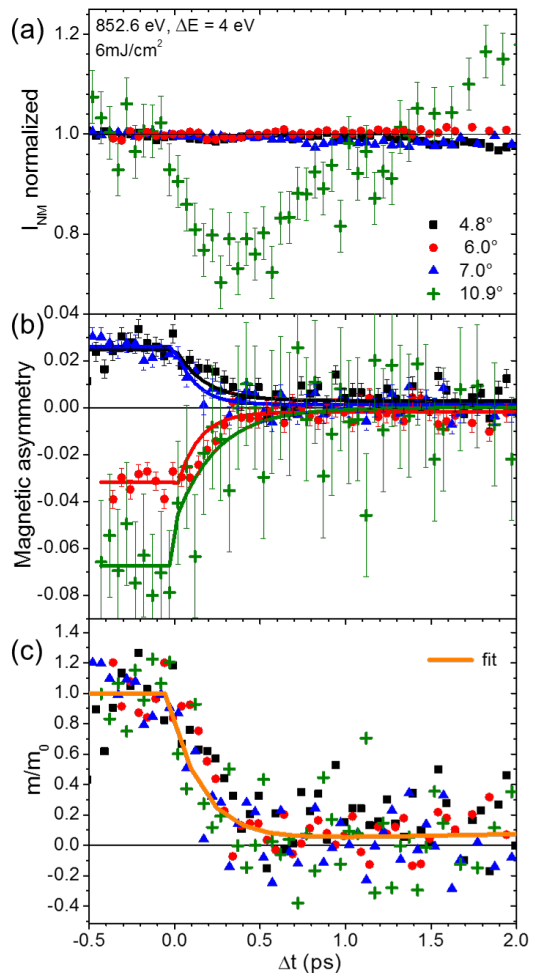 (a)
852.6 eV, ΔE = 4 eV
6mJ/cm²
1.2
1.0
0.8
I_NM normalized
4.8°
6.0°
7.0°
10.9°
(b)
0.04
0.02
0.00
-0.02
-0.04
-0.06
-0.08
Magnetic asymmetry
(c)
fit
1.4
1.2
1.0
0.8
0.6
0.4
0.2
0.0
-0.2
-0.4
m/m₀
-0.5 0.0 0.5 1.0 1.5 2.0
Δt (ps)